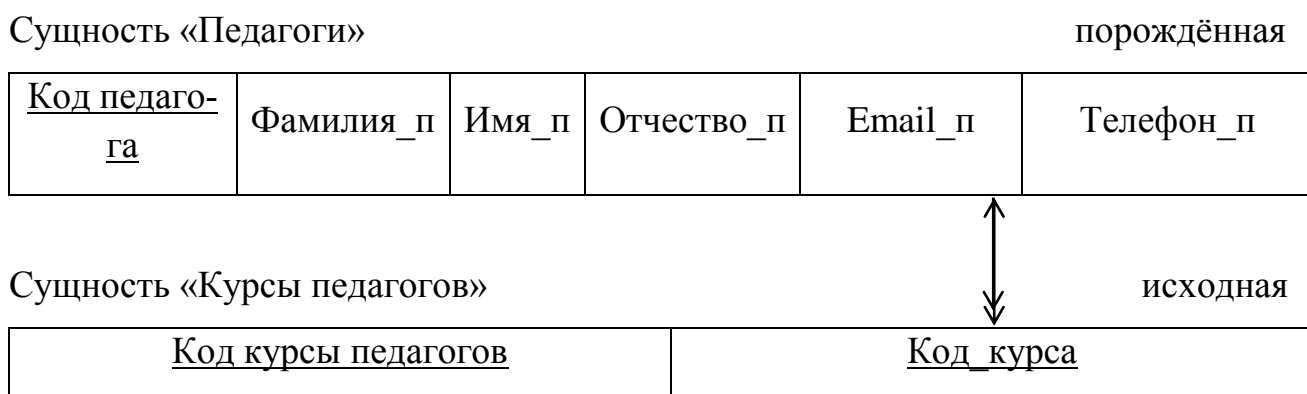 Сущность «Педагоги» порождённая
Код педаго-
га
Фамилия_п Имя_п Отчество_п Email_п Телефон_п
Сущность «Курсы педагогов» исходная
Код курсы педагогов Код_курса